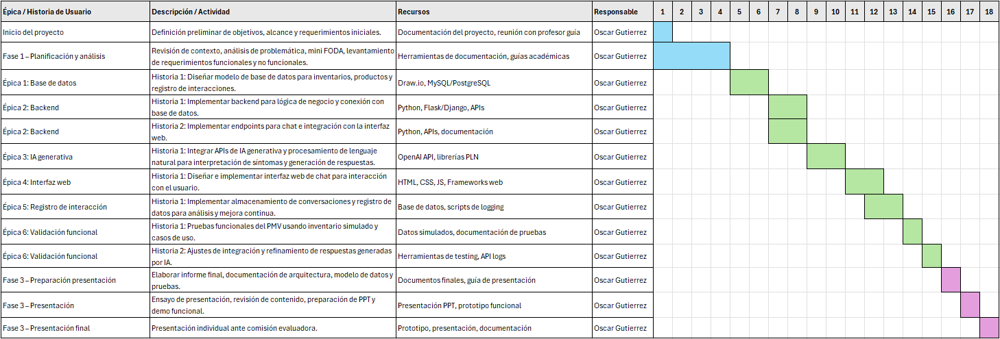 Épica / Historia de Usuario Descripción / Actividad Recursos Responsable 1 2 3 4 5 6 7 8 9 10 11 12 13 14 15 16 17 18
Inicio del proyecto Definición preliminar de objetivos, alcance y requerimientos iniciales. Documentación del proyecto, reunión con profesor guía Oscar Gutierrez
Fase 1 – Planificación y análisis Revisión de contexto, análisis de problemática, mini FODA, levantamiento
de requerimientos funcionales y no funcionales. Herramientas de documentación, guías académicas Oscar Gutierrez
Épica 1: Base de datos Historia 1: Diseñar modelo de base de datos para inventarios, productos y
registro de interacciones. Draw.io, MySQL/PostgreSQL Oscar Gutierrez
Épica 2: Backend Historia 1: Implementar backend para lógica de negocio y conexión con
base de datos. Python, Flask/Django, APIs Oscar Gutierrez
Épica 2: Backend Historia 2: Implementar endpoints para chat e integración con la interfaz
web. Python, APIs, documentación Oscar Gutierrez
Épica 3: IA generativa Historia 1: Integrar APIs de IA generativa y procesamiento de lenguaje
natural para interpretación de síntomas y generación de respuestas. OpenAI API, librerías PLN Oscar Gutierrez
Épica 4: Interfaz web Historia 1: Diseñar e implementar interfaz web de chat para interacción
con el usuario. HTML, CSS, JS, Frameworks web Oscar Gutierrez
Épica 5: Registro de interacción Historia 1: Implementar almacenamiento de conversaciones y registro de
datos para análisis y mejora continua. Base de datos, scripts de logging Oscar Gutierrez
Épica 6: Validación funcional Historia 1: Pruebas funcionales del PMV usando inventario simulado y
casos de uso. Datos simulados, documentación de pruebas Oscar Gutierrez
Épica 6: Validación funcional Historia 2: Ajustes de integración y refinamiento de respuestas generadas
por IA. Herramientas de testing, API logs Oscar Gutierrez
Fase 3 – Preparación presentación Elaborar informe final, documentación de arquitectura, modelo de datos y
pruebas. Documentos finales, guía de presentación Oscar Gutierrez
Fase 3 – Presentación Ensayo de presentación, revisión de contenido, preparación de PPT y
demo funcional. Presentación PPT, prototipo funcional Oscar Gutierrez
Fase 3 – Presentación final Presentación individual ante comisión evaluadora. Prototipo, presentación, documentación Oscar Gutierrez